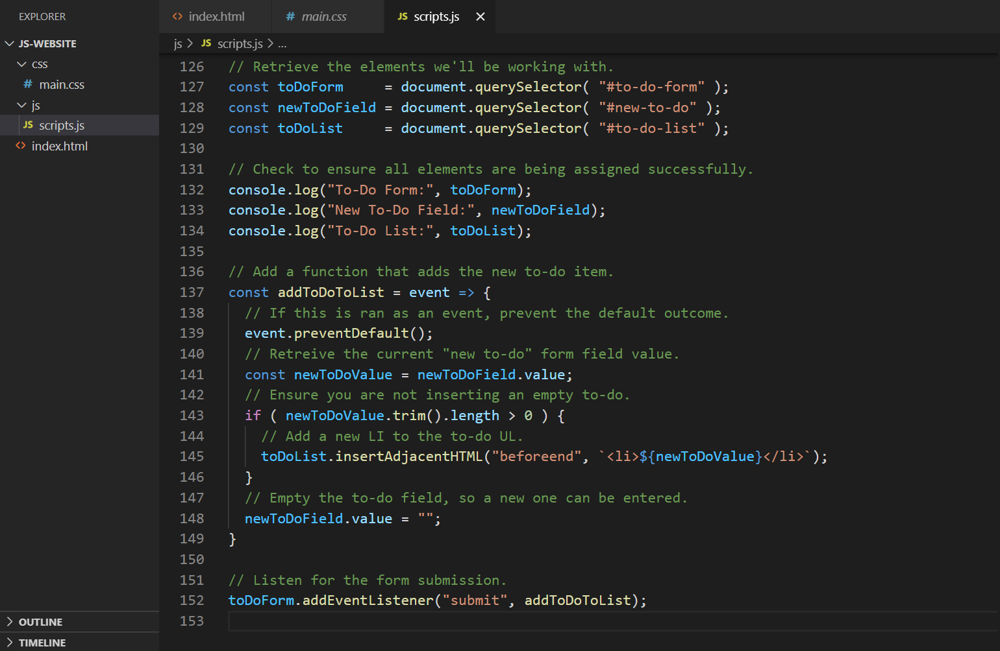 EXPLORER
JS-WEBSITE
css
# main.css
js
JS scripts.js
<> index.html
OUTLINE
TIMELINE
<> index.html
# main.css
JS scripts.js ×
js > JS scripts.js > ...
126 // Retrieve the elements we'll be working with.
127 const toDoForm     = document.querySelector( "#to-do-form" );
128 const newToDoField = document.querySelector( "#new-to-do" );
129 const toDoList     = document.querySelector( "#to-do-list" );
130
131 // Check to ensure all elements are being assigned successfully.
132 console.log("To-Do Form:", toDoForm);
133 console.log("New To-Do Field:", newToDoField);
134 console.log("To-Do List:", toDoList);
135
136 // Add a function that adds the new to-do item.
137 const addToDoToList = event => {
138   // If this is ran as an event, prevent the default outcome.
139   event.preventDefault();
140   // Retreive the current "new to-do" form field value.
141   const newToDoValue = newToDoField.value;
142   // Ensure you are not inserting an empty to-do.
143   if ( newToDoValue.trim().length > 0 ) {
144     // Add a new LI to the to-do UL.
145     toDoList.insertAdjacentHTML("beforeend", `<li>${newToDoValue}</li>`);
146   }
147   // Empty the to-do field, so a new one can be entered.
148   newToDoField.value = "";
149 }
150
151 // Listen for the form submission.
152 toDoForm.addEventListener("submit", addToDoToList);
153